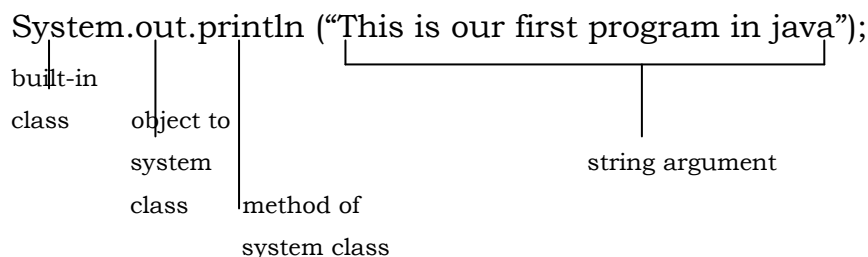 System.out.println (“This is our first program in java”);
built-in
class
object to
system
class
method of
system class
string argument